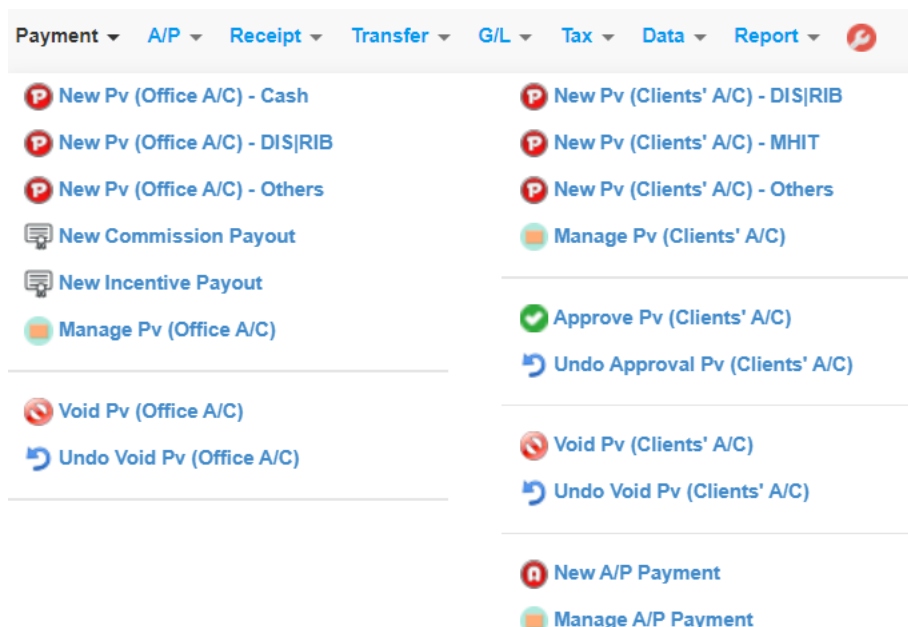 Payment A/P Receipt Transfer G/L Tax Data Report
New Pv (Office A/C) - Cash
New Pv (Office A/C) - DIS|RIB
New Pv (Office A/C) - Others
New Commission Payout
New Incentive Payout
Manage Pv (Office A/C)
Void Pv (Office A/C)
Undo Void Pv (Office A/C)
New Pv (Clients' A/C) - DIS|RIB
New Pv (Clients' A/C) - MHIT
New Pv (Clients' A/C) - Others
Manage Pv (Clients' A/C)
Approve Pv (Clients' A/C)
Undo Approval Pv (Clients' A/C)
Void Pv (Clients' A/C)
Undo Void Pv (Clients' A/C)
New A/P Payment
Manage A/P Payment